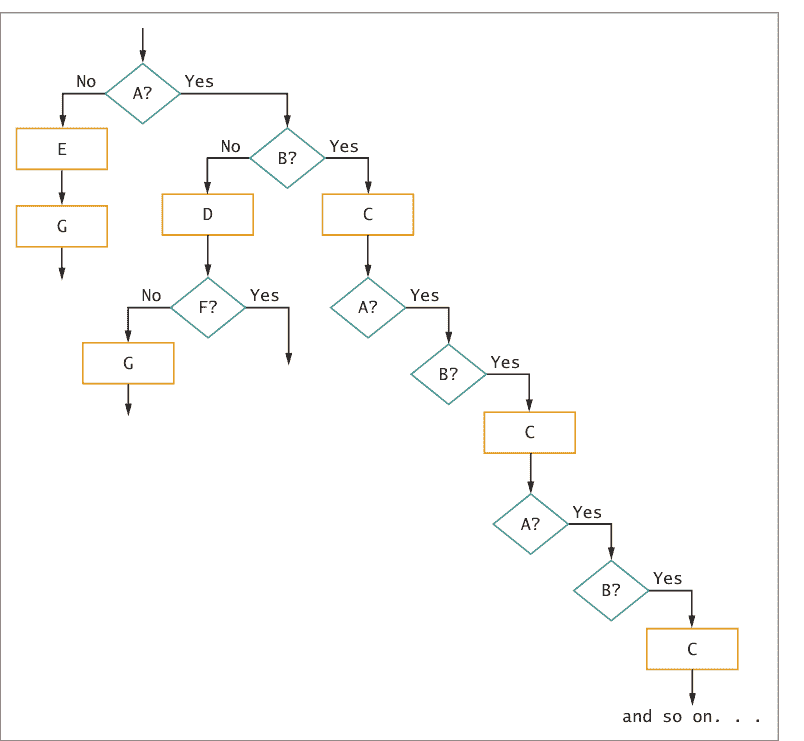 No
A?
Yes
E
No
B?
Yes
D
C
G
No
F?
Yes
A?
Yes
G
B?
Yes
C
A?
Yes
B?
Yes
C
and so on. . .